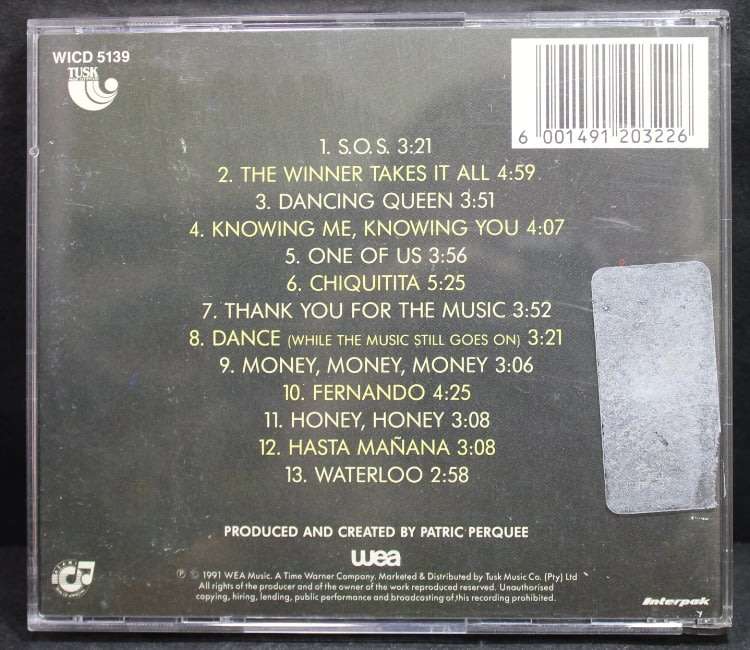 WICD 5139
TUSK
6 001491 203226
1. S.O.S. 3:21
2. THE WINNER TAKES IT ALL 4:59
3. DANCING QUEEN 3:51
4. KNOWING ME, KNOWING YOU 4:07
5. ONE OF US 3:56
6. CHIQUITITA 5:25
7. THANK YOU FOR THE MUSIC 3:52
8. DANCE (WHILE THE MUSIC STILL GOES ON) 3:21
9. MONEY, MONEY, MONEY 3:06
10. FERNANDO 4:25
11. HONEY, HONEY 3:08
12. HASTA MAÑANA 3:08
13. WATERLOO 2:58
PRODUCED AND CREATED BY PATRIC PERQUEE
wea
℗ © 1991 WEA Music. A Time Warner Company. Marketed & Distributed by Tusk Music Co. (Pty) Ltd
All rights of the producer and of the owner of the work reproduced reserved. Unauthorised
copying, hiring, lending, public performance and broadcasting of this recording prohibited.
Interpak